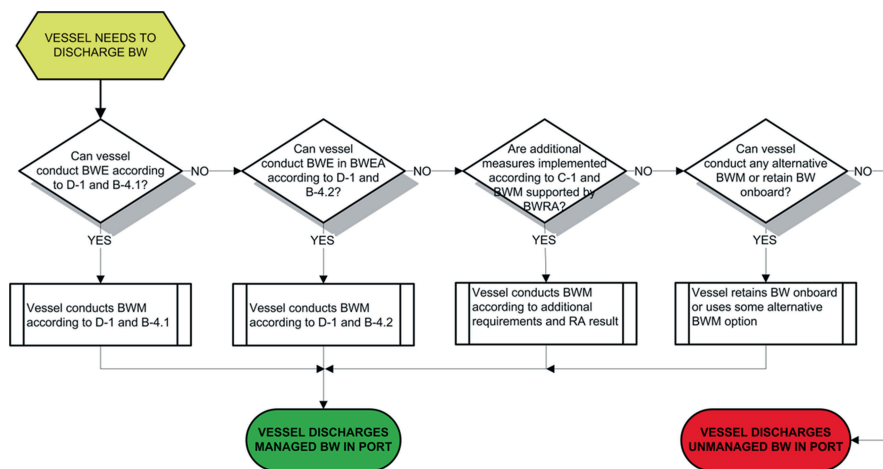 VESSEL NEEDS TO
DISCHARGE BW
Can vessel
conduct BWE according
to D-1 and B-4.1?
NO
Can vessel
conduct BWE in BWEA
according to D-1 and
B-4.2?
NO
Are additional
measures implemented
according to C-1 and
BWM supported by
BWRA?
NO
Can vessel
conduct any alternative
BWM or retain BW
onboard?
NO
YES
YES
YES
YES
Vessel conducts BWM
according to D-1 and B-4.1
Vessel conducts BWM
according to D-1 and B-4.2
Vessel conducts BWM
according to additional
requirements and RA result
Vessel retains BW onboard
or uses some alternative
BWM option
VESSEL DISCHARGES
MANAGED BW IN PORT
VESSEL DISCHARGES
UNMANAGED BW IN PORT